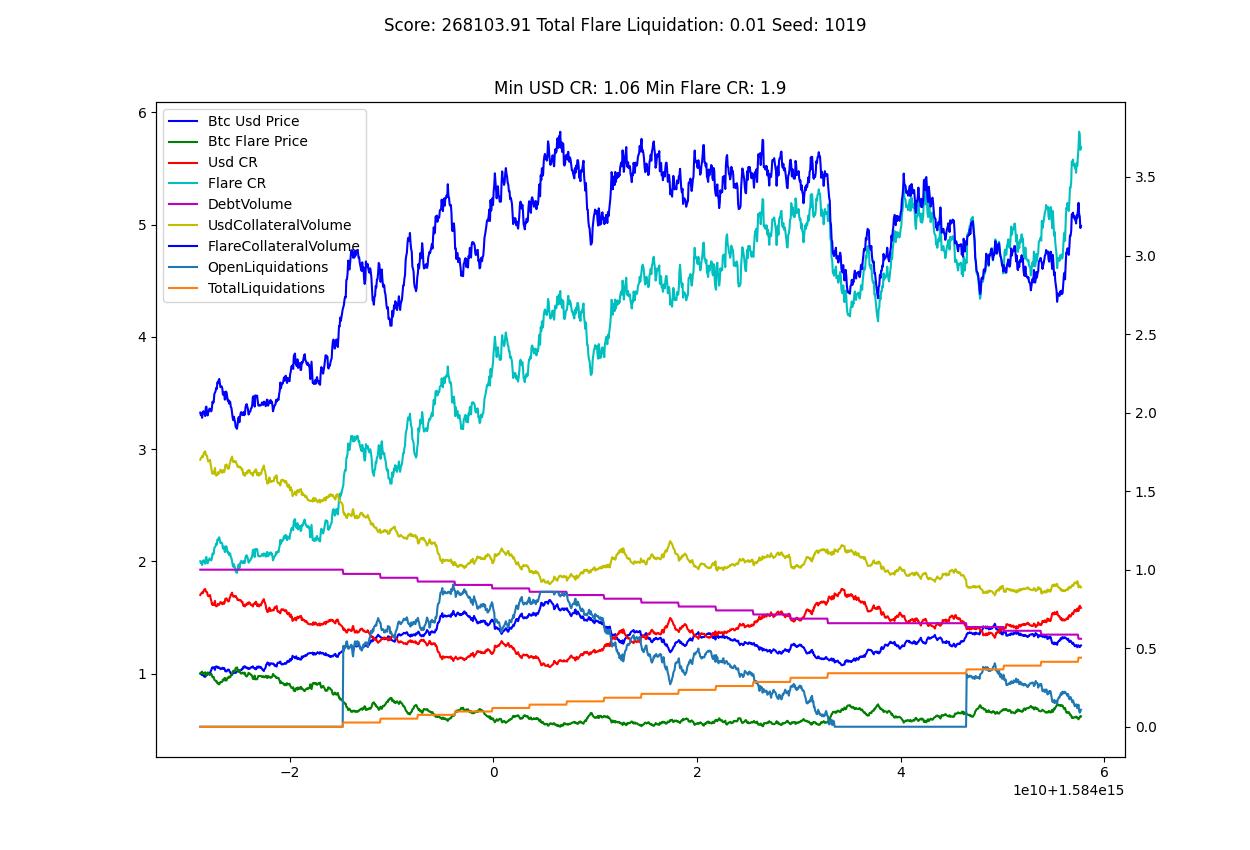 Score: 268103.91 Total Flare Liquidation: 0.01 Seed: 1019
Min USD CR: 1.06 Min Flare CR: 1.9
Btc Usd Price
Btc Flare Price
Usd CR
Flare CR
DebtVolume
UsdCollateralVolume
FlareCollateralVolume
OpenLiquidations
TotalLiquidations
6
5
4
3
2
1
3.5
3.0
2.5
2.0
1.5
1.0
0.5
0.0
−2 0 2 4 6
1e10+1.584e15